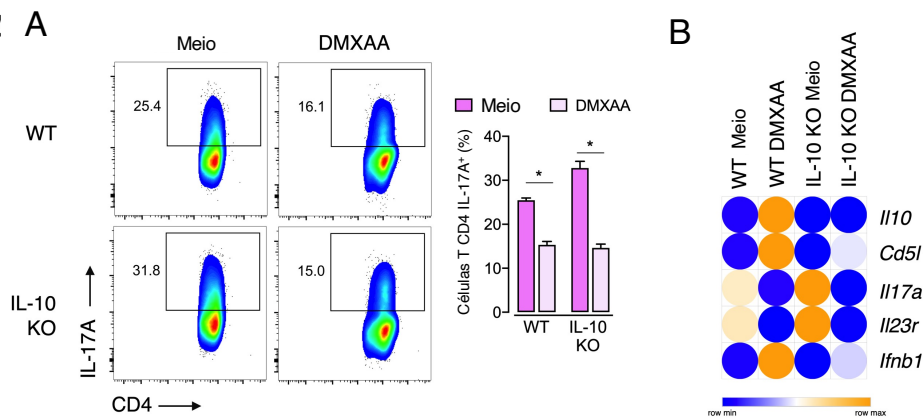 A
Meio
DMXAA
WT
25.4
16.1
IL-10
KO
31.8
15.0
IL-17A
CD4
Meio
DMXAA
Células T CD4 IL-17A⁺ (%)
40
30
20
10
0
*
*
WT
IL-10
KO
B
WT Meio
WT DMXAA
IL-10 KO Meio
IL-10 KO DMXAA
Il10
Cd5l
Il17a
Il23r
Ifnb1
row min
row max